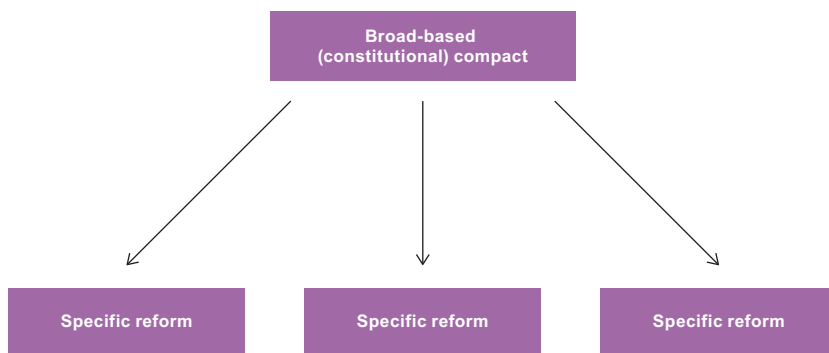 Broad-based
(constitutional) compact
Specific reform
Specific reform
Specific reform